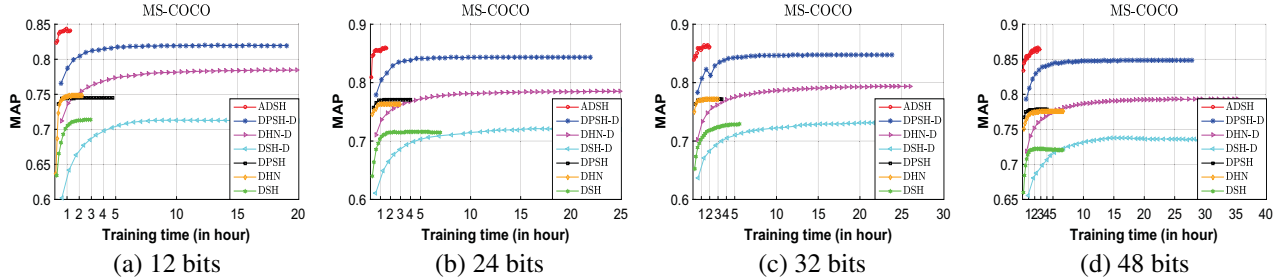 MS-COCO
MAP
0.85
0.8
0.75
0.7
0.65
0.6
1 2 3 4 5 10 15 20
Training time (in hour)
ADSH
DPSH-D
DHN-D
DSH-D
DPSH
DHN
DSH
(a) 12 bits
MS-COCO
MAP
0.9
0.8
0.7
0.6
1 2 3 4 5 10 15 20 25
Training time (in hour)
ADSH
DPSH-D
DHN-D
DSH-D
DPSH
DHN
DSH
(b) 24 bits
MS-COCO
MAP
0.9
0.8
0.7
0.6
1 2 3 4 5 10 15 20 25 30
Training time (in hour)
ADSH
DPSH-D
DHN-D
DSH-D
DPSH
DHN
DSH
(c) 32 bits
MS-COCO
MAP
0.9
0.85
0.8
0.75
0.7
0.65
1 2 3 4 5 10 15 20 25 30 35 40
Training time (in hour)
ADSH
DPSH-D
DHN-D
DSH-D
DPSH
DHN
DSH
(d) 48 bits